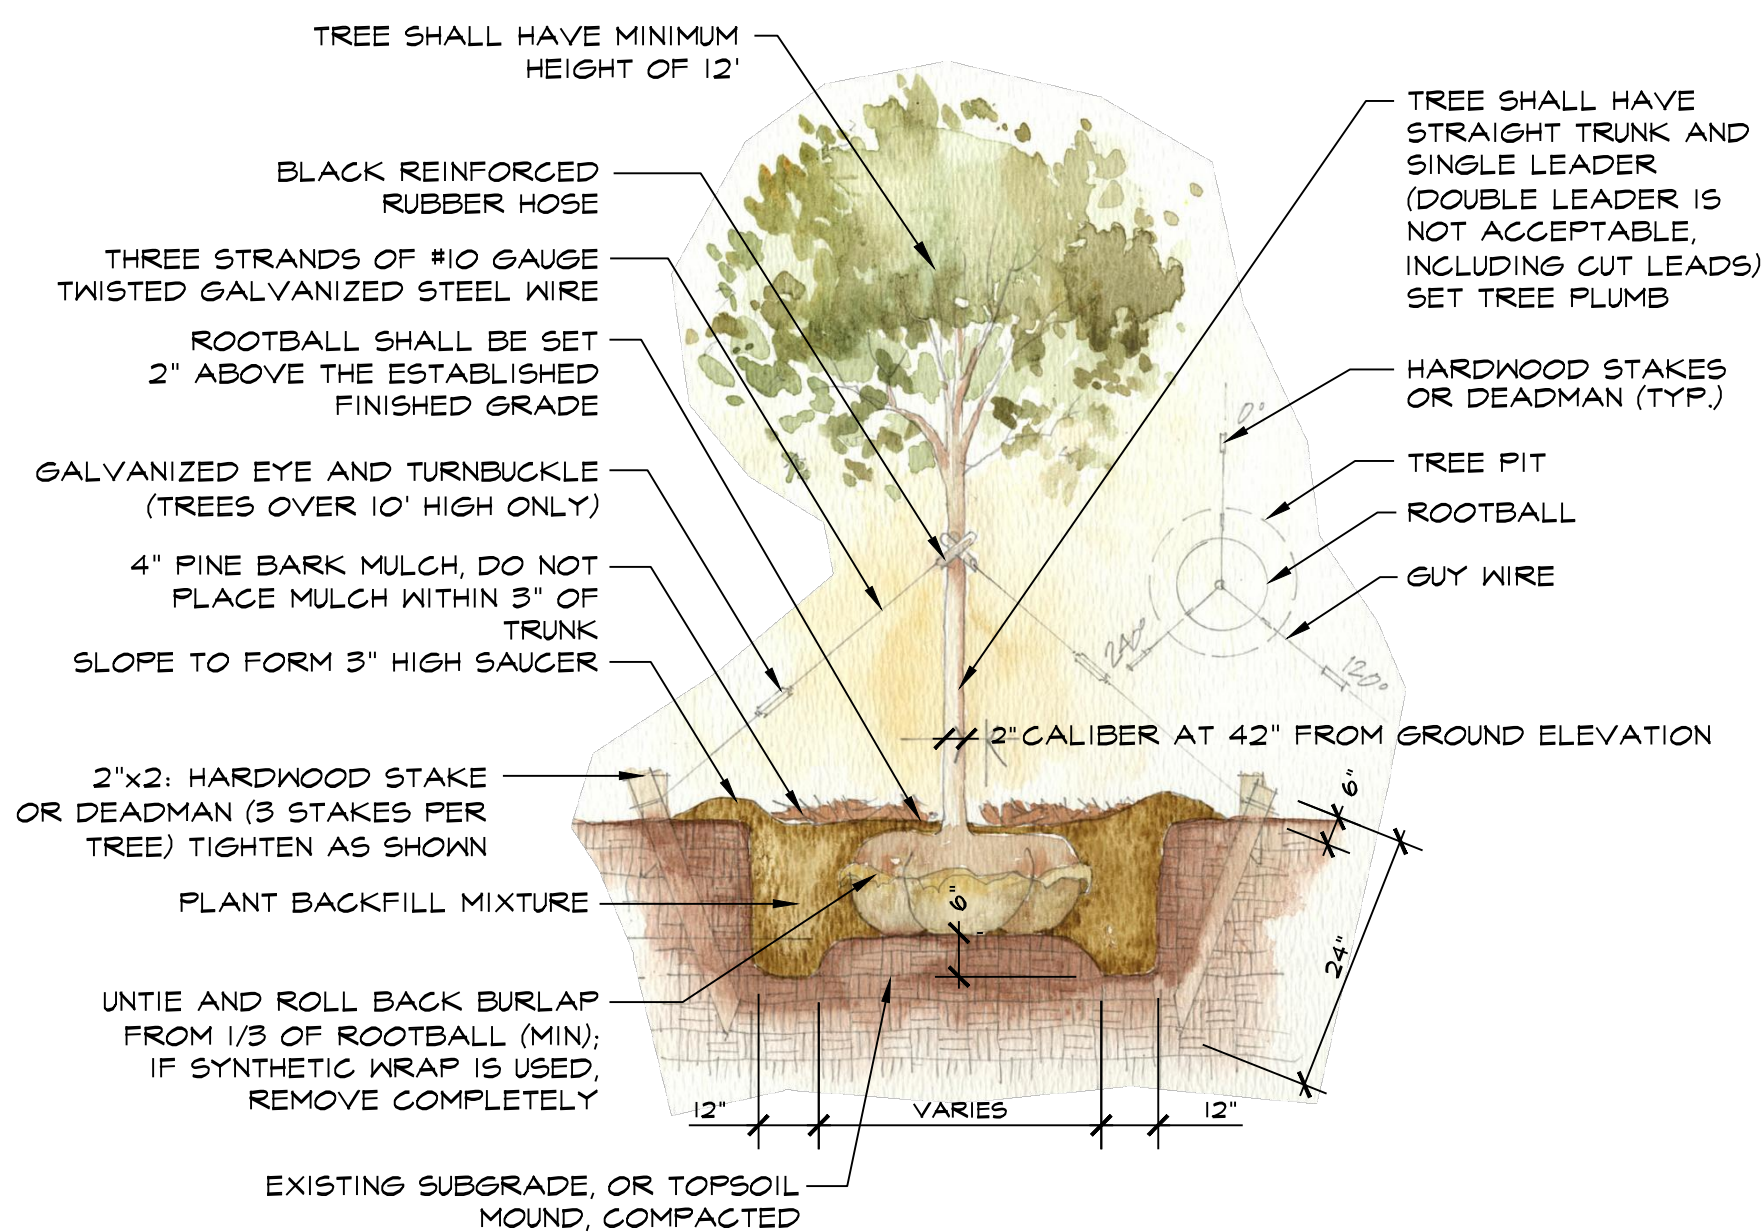 TREE SHALL HAVE MINIMUM
HEIGHT OF 12'
BLACK REINFORCED
RUBBER HOSE
THREE STRANDS OF #10 GAUGE
TWISTED GALVANIZED STEEL WIRE
ROOTBALL SHALL BE SET
2" ABOVE THE ESTABLISHED
FINISHED GRADE
GALVANIZED EYE AND TURNBUCKLE
(TREES OVER 10' HIGH ONLY)
4" PINE BARK MULCH, DO NOT
PLACE MULCH WITHIN 3" OF
TRUNK
SLOPE TO FORM 3" HIGH SAUCER
2"x2: HARDWOOD STAKE
OR DEADMAN (3 STAKES PER
TREE) TIGHTEN AS SHOWN
PLANT BACKFILL MIXTURE
UNTIE AND ROLL BACK BURLAP
FROM 1/3 OF ROOTBALL (MIN);
IF SYNTHETIC WRAP IS USED,
REMOVE COMPLETELY
EXISTING SUBGRADE, OR TOPSOIL
MOUND, COMPACTED
TREE SHALL HAVE
STRAIGHT TRUNK AND
SINGLE LEADER
(DOUBLE LEADER IS
NOT ACCEPTABLE,
INCLUDING CUT LEADS)
SET TREE PLUMB
HARDWOOD STAKES
OR DEADMAN (TYP.)
TREE PIT
ROOTBALL
GUY WIRE
0°
240°
120°
2" CALIBER AT 42" FROM GROUND ELEVATION
6"
24"
6"
12"
VARIES
12"